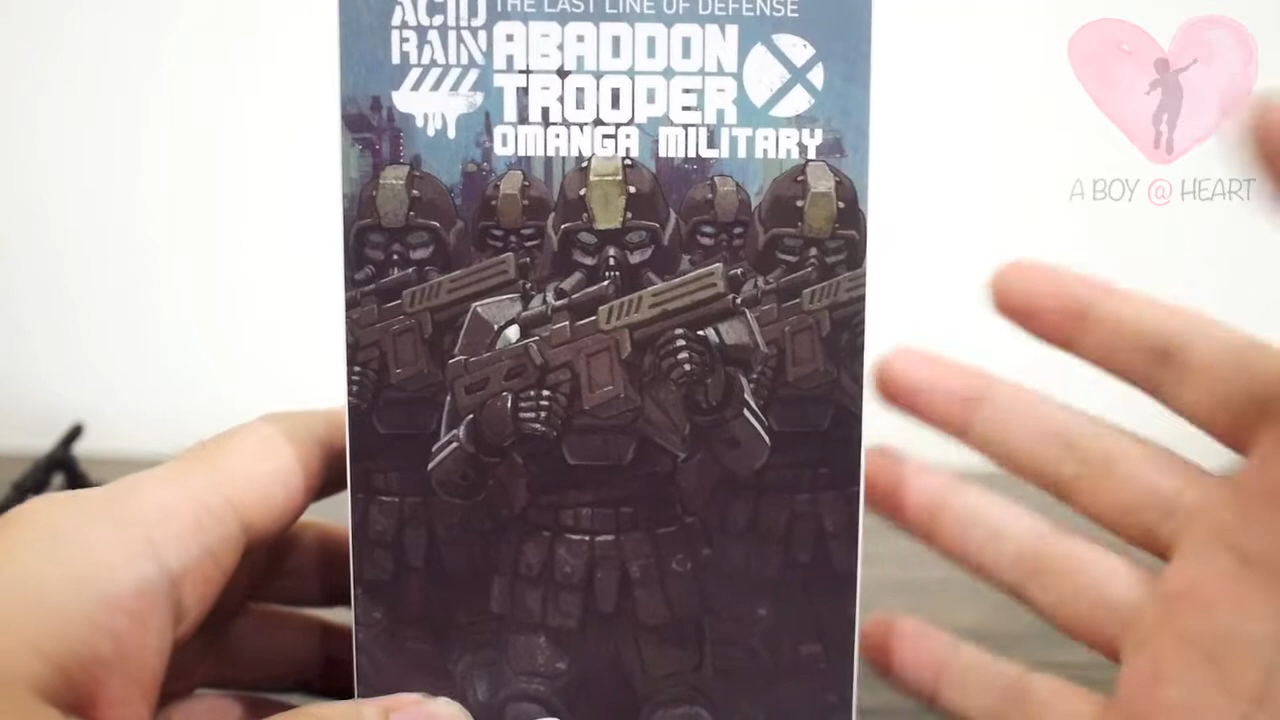 THE LAST LINE OF DEFENSE
ACID
RAIN
ABADDON
TROOPER
OMANGA MILITARY
A BOY @ HEART